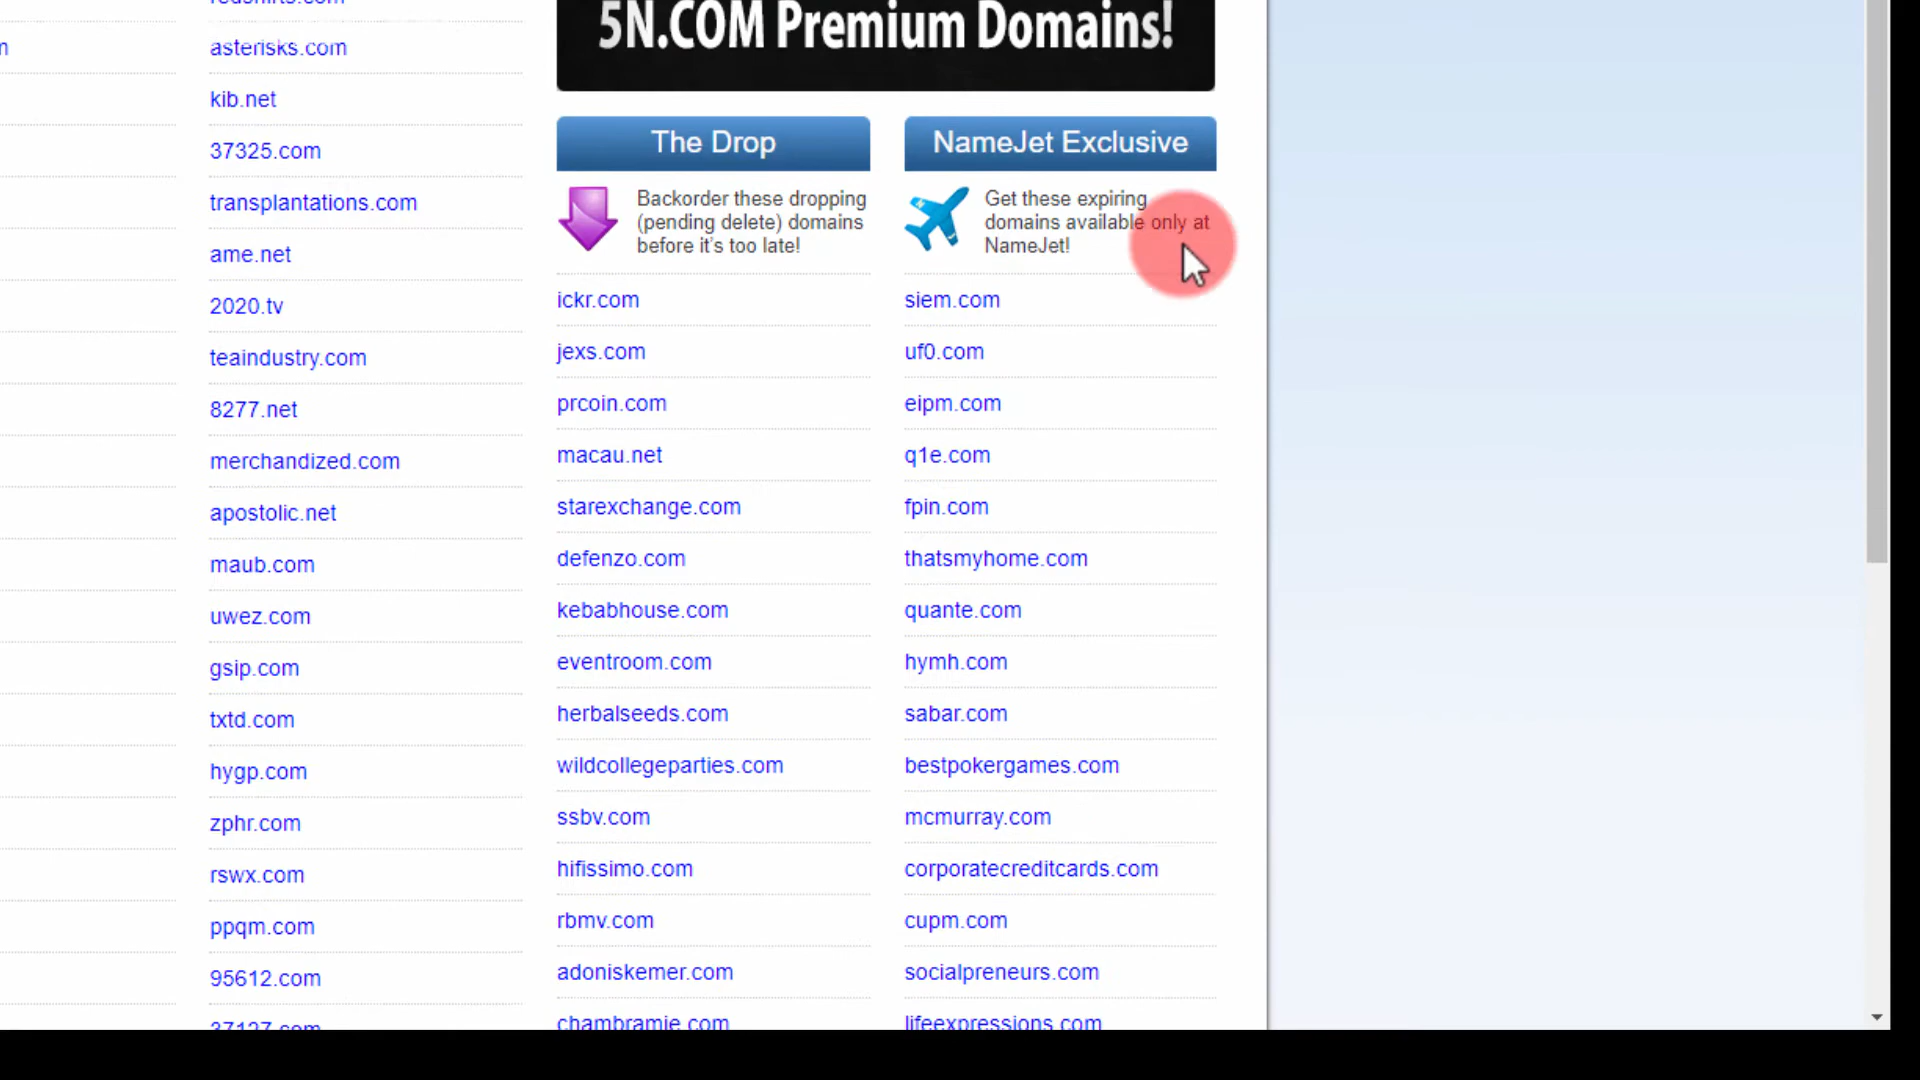 redshirts.com
asterisks.com
kib.net
37325.com
transplantations.com
ame.net
2020.tv
teaindustry.com
8277.net
merchandized.com
apostolic.net
maub.com
uwez.com
gsip.com
txtd.com
hygp.com
zphr.com
rswx.com
ppqm.com
95612.com
37127.com
5N.COM Premium Domains!
The Drop
Backorder these dropping
(pending delete) domains
before it's too late!
ickr.com
jexs.com
prcoin.com
macau.net
starexchange.com
defenzo.com
kebabhouse.com
eventroom.com
herbalseeds.com
wildcollegeparties.com
ssbv.com
hifissimo.com
rbmv.com
adoniskemer.com
chambramie.com
NameJet Exclusive
Get these expiring
domains available only at
NameJet!
siem.com
uf0.com
eipm.com
q1e.com
fpin.com
thatsmyhome.com
quante.com
hymh.com
sabar.com
bestpokergames.com
mcmurray.com
corporatecreditcards.com
cupm.com
socialpreneurs.com
lifeexpressions.com